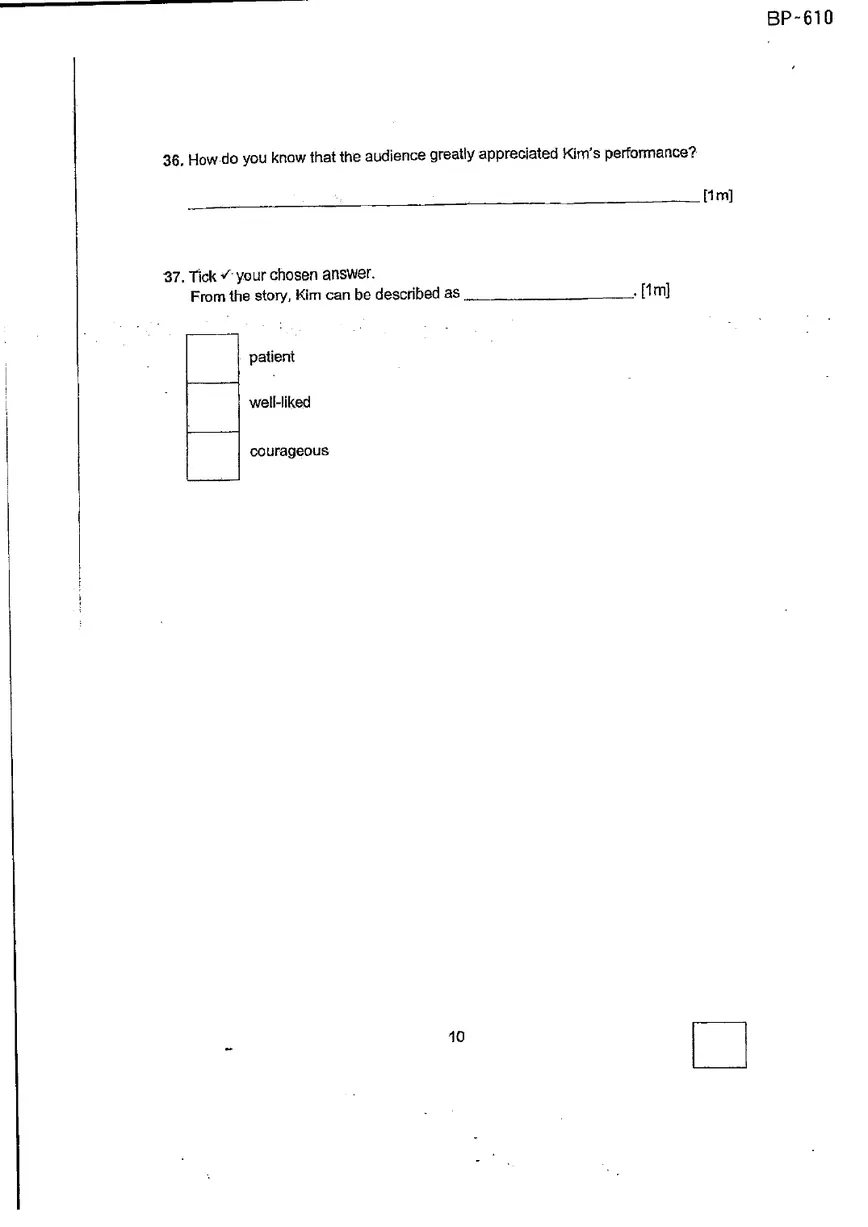 BP-610
36. How do you know that the audience greatly appreciated Kim's performance?
[1m]
37. Tick ✓ your chosen answer.
From the story, Kim can be described as ____________________. [1m]
patient
well-liked
courageous
10